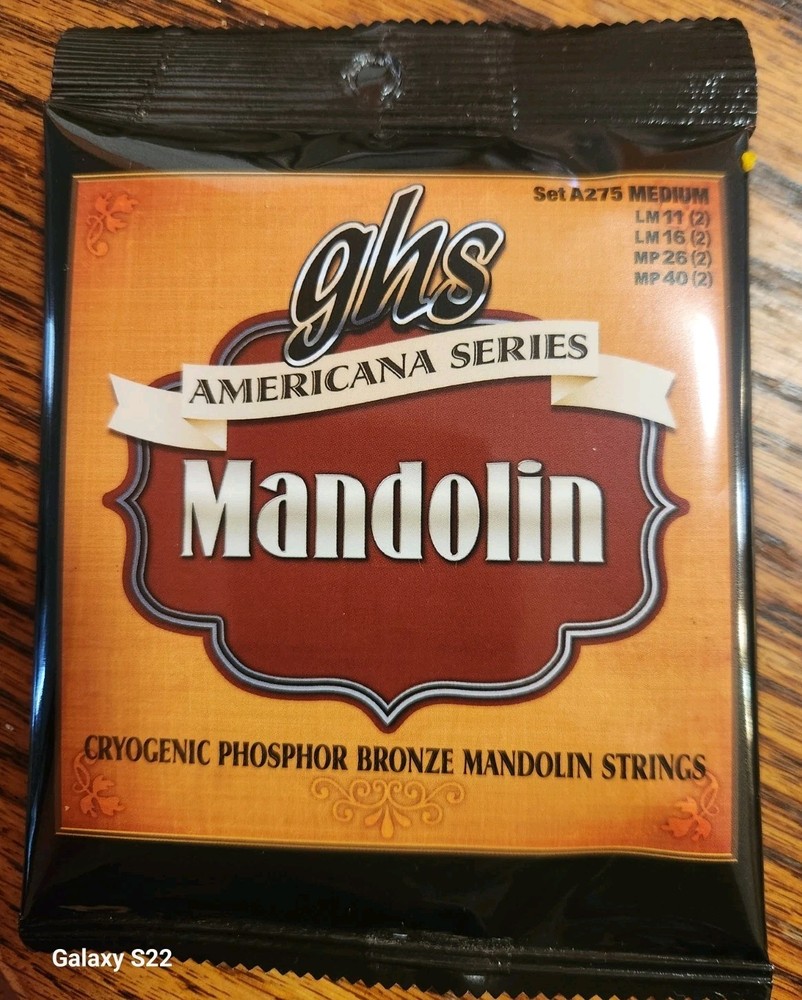 Set A275 MEDIUM
LM 11 (2)
LM 16 (2)
MP 26 (2)
MP 40 (2)
ghs
AMERICANA SERIES
Mandolin
CRYOGENIC PHOSPHOR BRONZE MANDOLIN STRINGS
Galaxy S22